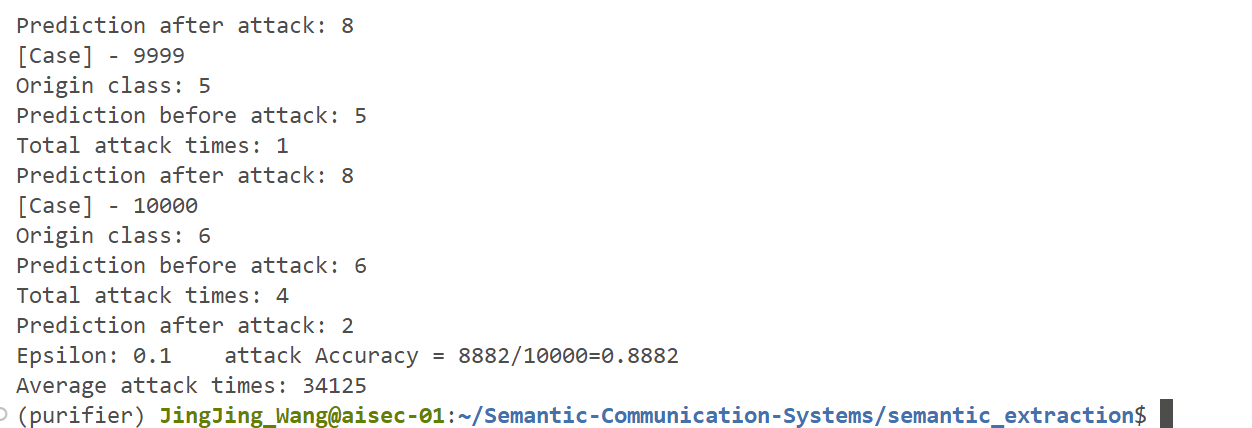 Prediction after attack: 8
[Case] - 9999
Origin class: 5
Prediction before attack: 5
Total attack times: 1
Prediction after attack: 8
[Case] - 10000
Origin class: 6
Prediction before attack: 6
Total attack times: 4
Prediction after attack: 2
Epsilon: 0.1    attack Accuracy = 8882/10000=0.8882
Average attack times: 34125
(purifier) JingJing_Wang@aisec-01:~/Semantic-Communication-Systems/semantic_extraction$